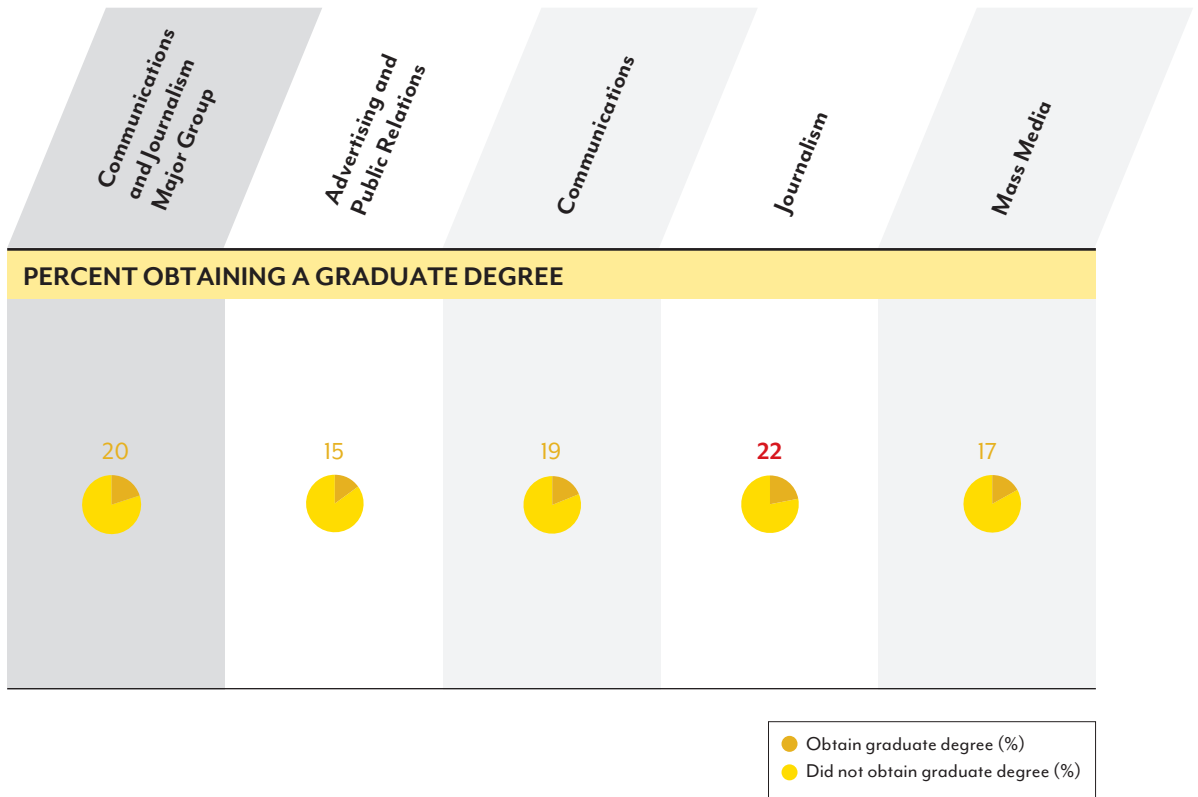 Communications
and Journalism
Major Group
Advertising and
Public Relations
Communications
Journalism
Mass Media
PERCENT OBTAINING A GRADUATE DEGREE
20
15
19
22
17
Obtain graduate degree (%)
Did not obtain graduate degree (%)